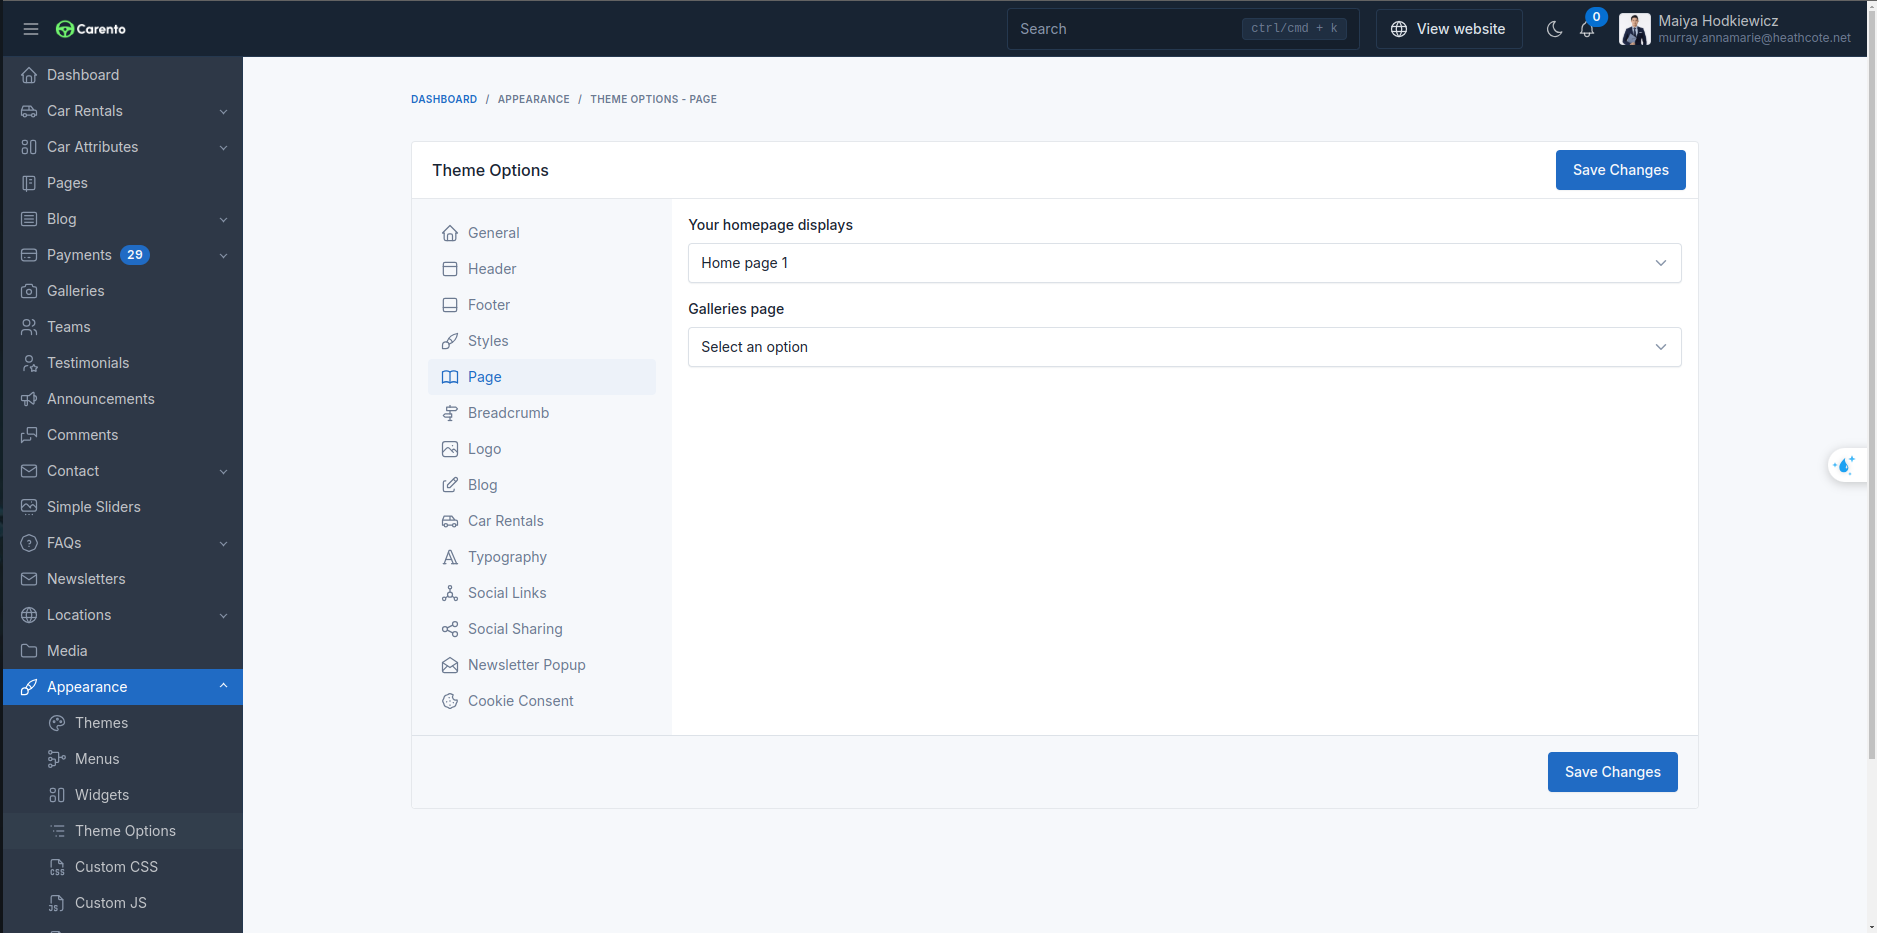 Carento
Search
ctrl/cmd + k
View website
0
Maiya Hodkiewicz
murray.annamarie@heathcote.net
Dashboard
Car Rentals
Car Attributes
Pages
Blog
Payments 29
Galleries
Teams
Testimonials
Announcements
Comments
Contact
Simple Sliders
FAQs
Newsletters
Locations
Media
Appearance
Themes
Menus
Widgets
Theme Options
Custom CSS
Custom JS
DASHBOARD / APPEARANCE / THEME OPTIONS - PAGE
Theme Options
Save Changes
General
Header
Footer
Styles
Page
Breadcrumb
Logo
Blog
Car Rentals
Typography
Social Links
Social Sharing
Newsletter Popup
Cookie Consent
Your homepage displays
Home page 1
Galleries page
Select an option
Save Changes